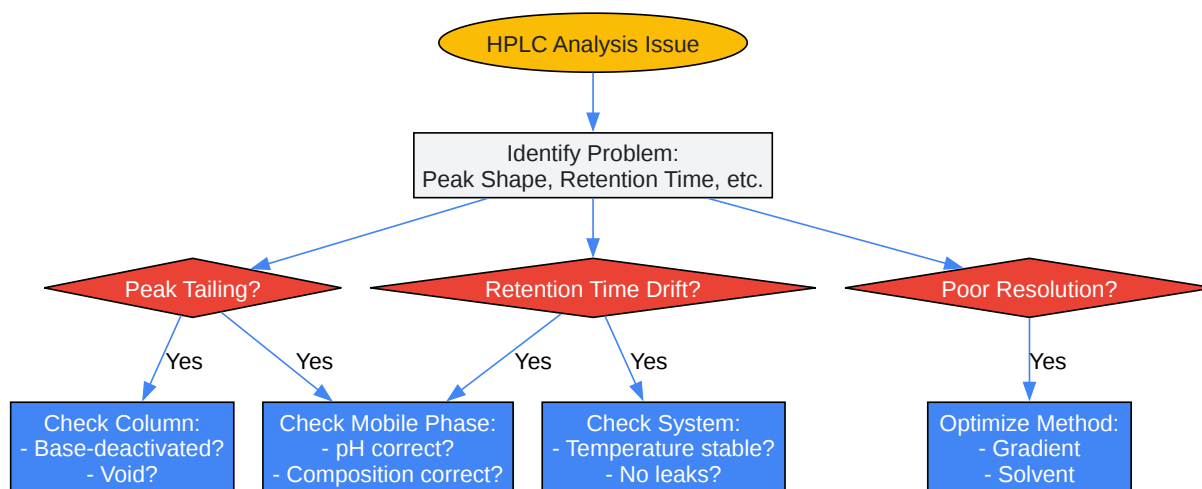 HPLC Analysis Issue
Identify Problem:
Peak Shape, Retention Time, etc.
Peak Tailing?
Retention Time Drift?
Poor Resolution?
Yes
Yes
Yes
Yes
Yes
Check Column:
- Base-deactivated?
- Void?
Check Mobile Phase:
- pH correct?
- Composition correct?
Check System:
- Temperature stable?
- No leaks?
Optimize Method:
- Gradient
- Solvent